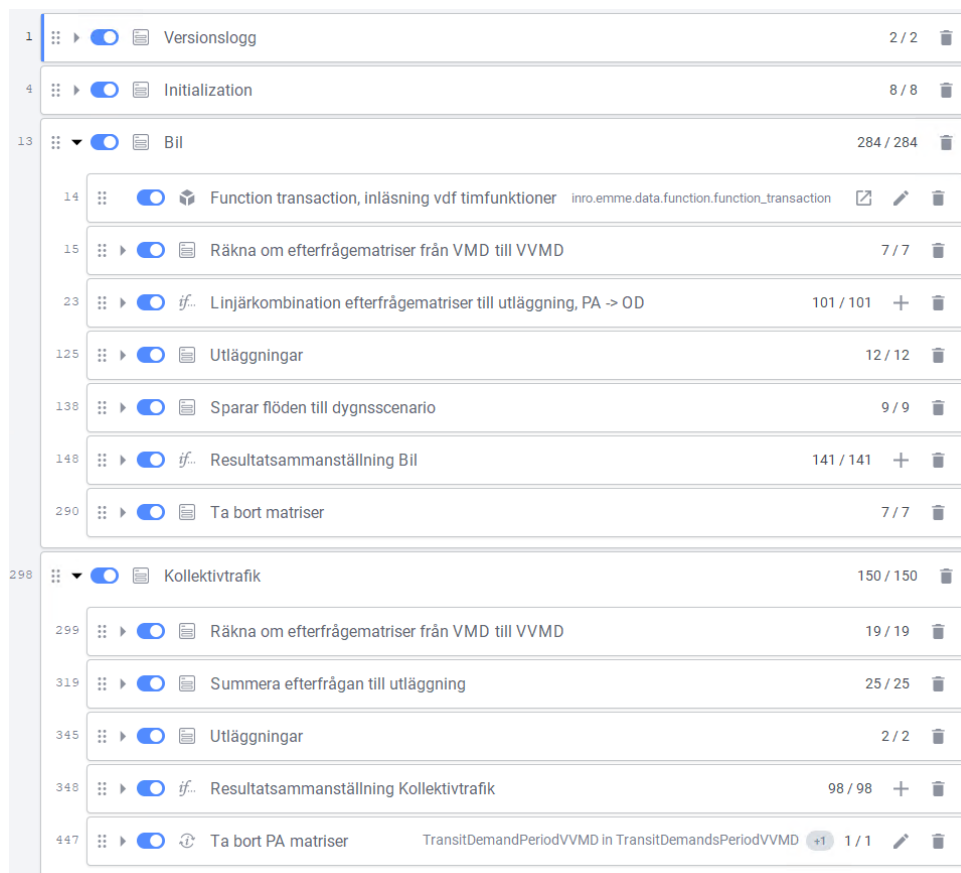 1 Versionslogg 2 / 2
4 Initialization 8 / 8
13 Bil 284 / 284
14 Function transaction, inläsning vdf timfunktioner inro.emme.data.function.function_transaction
15 Räkna om efterfrågematriser från VMD till VVMD 7 / 7
23 if... Linjärkombination efterfrågematriser till utläggning, PA -> OD 101 / 101
125 Utläggningar 12 / 12
138 Sparar flöden till dygnsscenario 9 / 9
148 if... Resultatsammanställning Bil 141 / 141
290 Ta bort matriser 7 / 7
298 Kollektivtrafik 150 / 150
299 Räkna om efterfrågematriser från VMD till VVMD 19 / 19
319 Summera efterfrågan till utläggning 25 / 25
345 Utläggningar 2 / 2
348 if... Resultatsammanställning Kollektivtrafik 98 / 98
447 Ta bort PA matriser TransitDemandPeriodVVMD in TransitDemandsPeriodVVMD +1 1 / 1